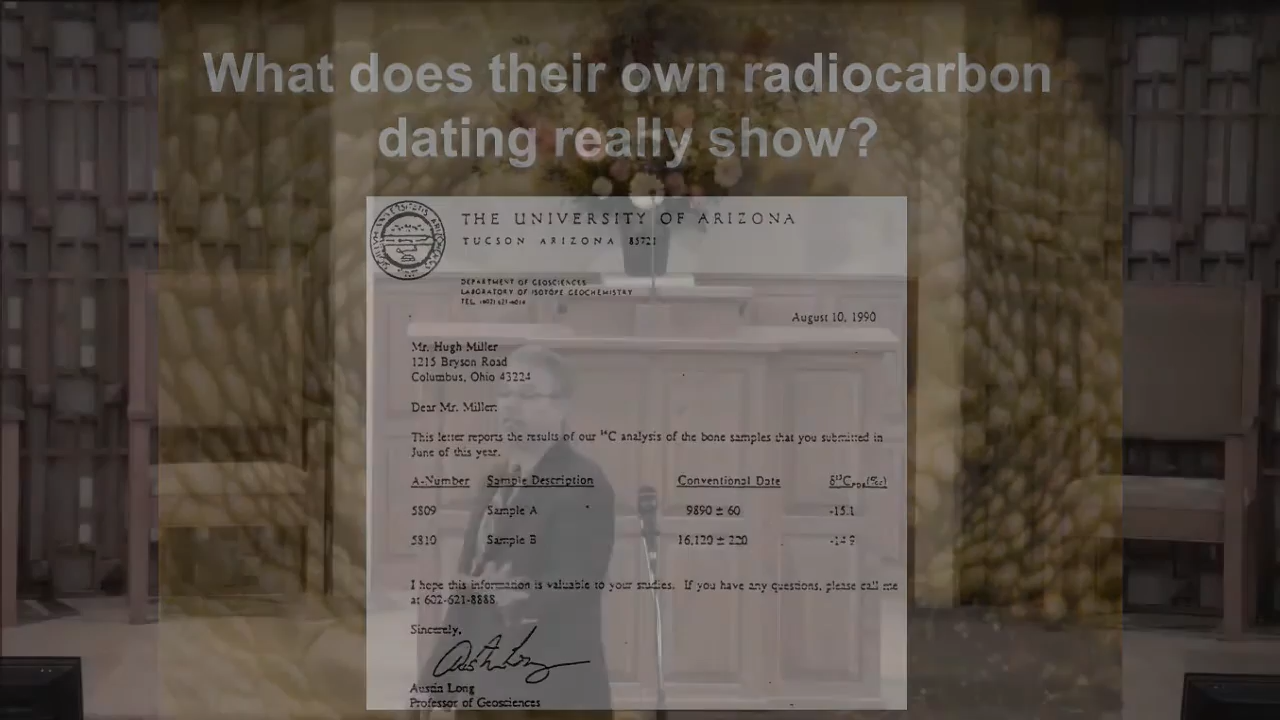 What does their own radiocarbon
dating really show?
THE UNIVERSITY OF ARIZONA
TUCSON ARIZONA 85721
DEPARTMENT OF GEOSCIENCES
LABORATORY OF ISOTOPE GEOCHEMISTRY
TEL.
August 10, 1990
Mr. Hugh Miller
1215 Bryson Road
Columbus, Ohio 43224
Dear Mr. Miller:
This letter reports the results of our ¹⁴C analysis of the bone samples that you submitted in
June of this year.
A-Number Sample Description Conventional Date δ¹³C
5809 Sample A 9890 ± 60 -15.1
5810 Sample B 16,120 ± 220
I hope this information is valuable to your studies. If you have any questions, please call me
at 602-621-8888.
Sincerely,
Austin Long
Austin Long
Professor of Geosciences